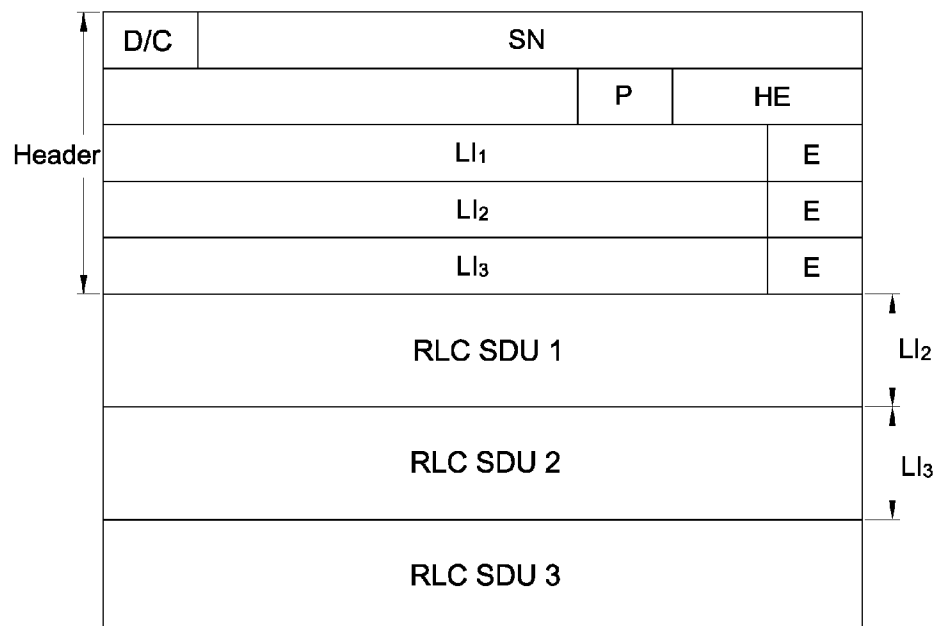 D/C SN
P HE
Header
LI₁ E
LI₂ E
LI₃ E
RLC SDU 1 LI₂
RLC SDU 2 LI₃
RLC SDU 3